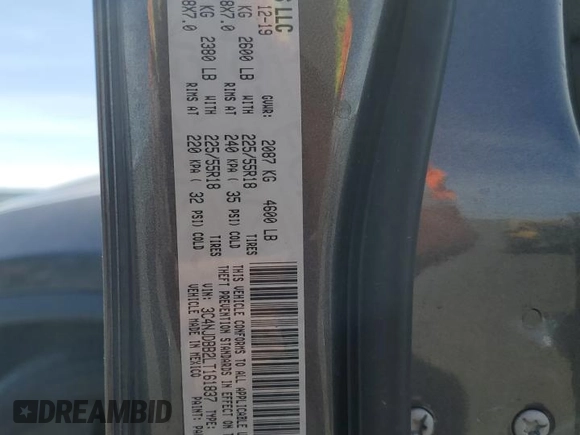 S LLC
12-19
GVWR: 2087 KG 4600 LB
KG 2600 LB WITH 225/55R18 TIRES
8X7.0 RIMS AT 240 KPA ( 35 PSI) COLD
KG 2380 LB WITH 225/55R18 TIRES
8X7.0 RIMS AT 220 KPA ( 32 PSI) COLD
THIS VEHICLE CONFORMS TO ALL APPLICABLE
THEFT PREVENTION STANDARDS IN EFFECT ON T
VIN: 3C4NJDBB2LT161837 TYPE:
VEHICLE MADE IN MEXICO PAINT: PA
DREAMBID